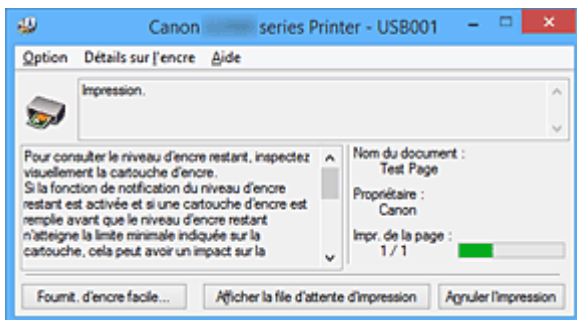 Canon series Printer - USB001
Option Détails sur l'encre Aide
Impression.
Pour consulter le niveau d'encre restant, inspectez
visuellement la cartouche d'encre.
Si la fonction de notification du niveau d'encre
restant est activée et si une cartouche d'encre est
remplie avant que le niveau d'encre restant
n'atteigne la limite minimale indiquée sur la
cartouche, cela peut avoir un impact sur la
Nom du document :
Test Page
Propriétaire :
Canon
Impr. de la page :
1 / 1
Fournit. d'encre facile... Afficher la file d'attente d'impression Annuler l'impression